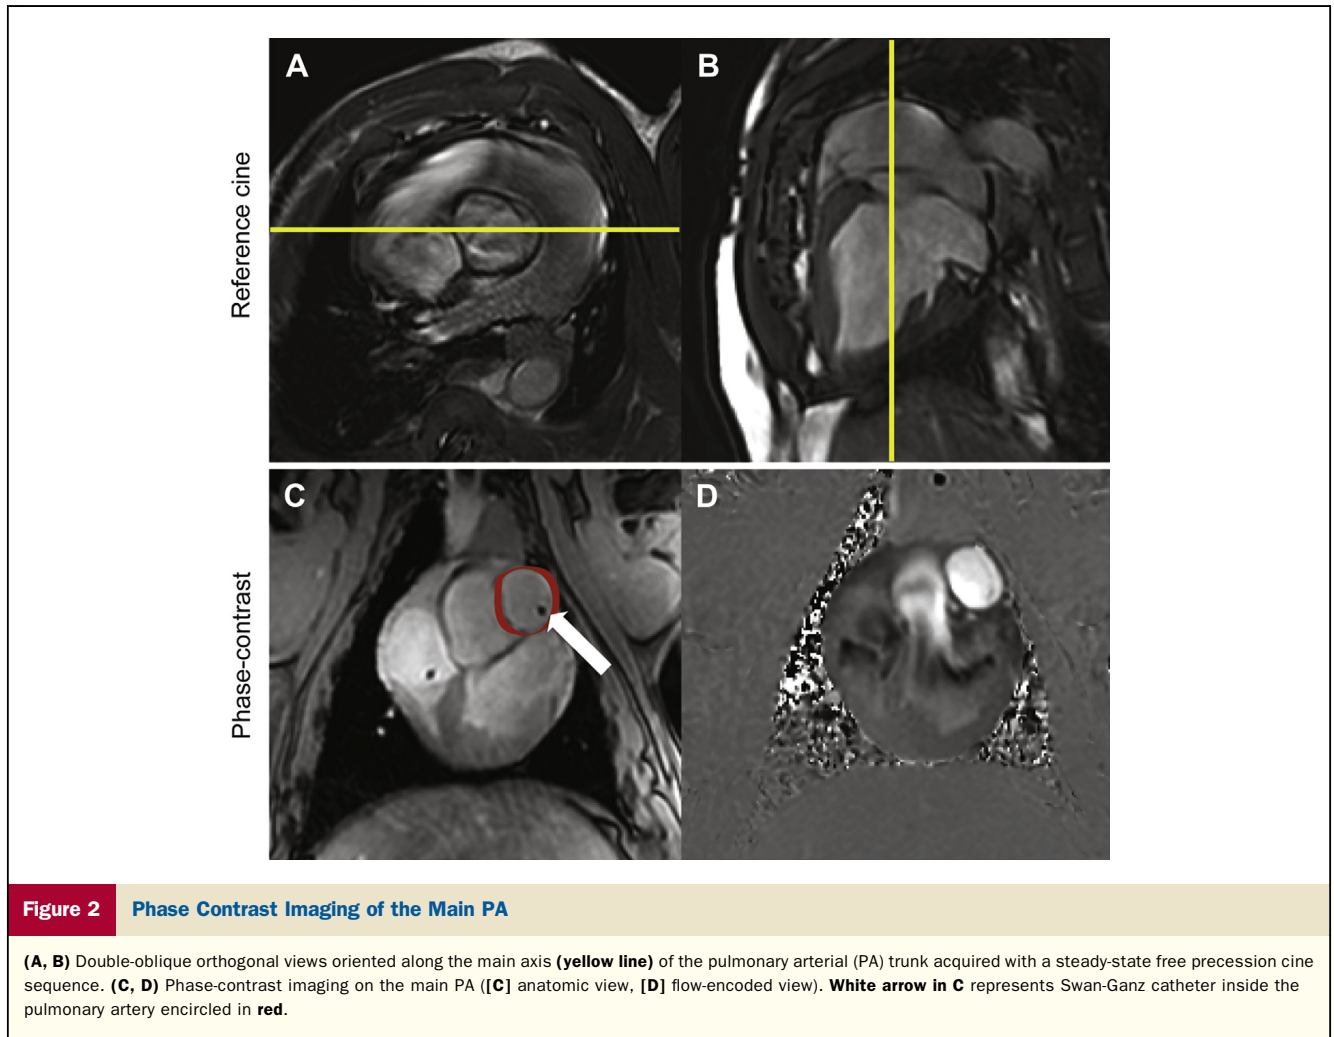 A
B
Reference cine
C
D
Phase-contrast
Figure 2 Phase Contrast Imaging of the Main PA
(A, B) Double-oblique orthogonal views oriented along the main axis (yellow line) of the pulmonary arterial (PA) trunk acquired with a steady-state free precession cine
sequence. (C, D) Phase-contrast imaging on the main PA ([C] anatomic view, [D] flow-encoded view). White arrow in C represents Swan-Ganz catheter inside the
pulmonary artery encircled in red.